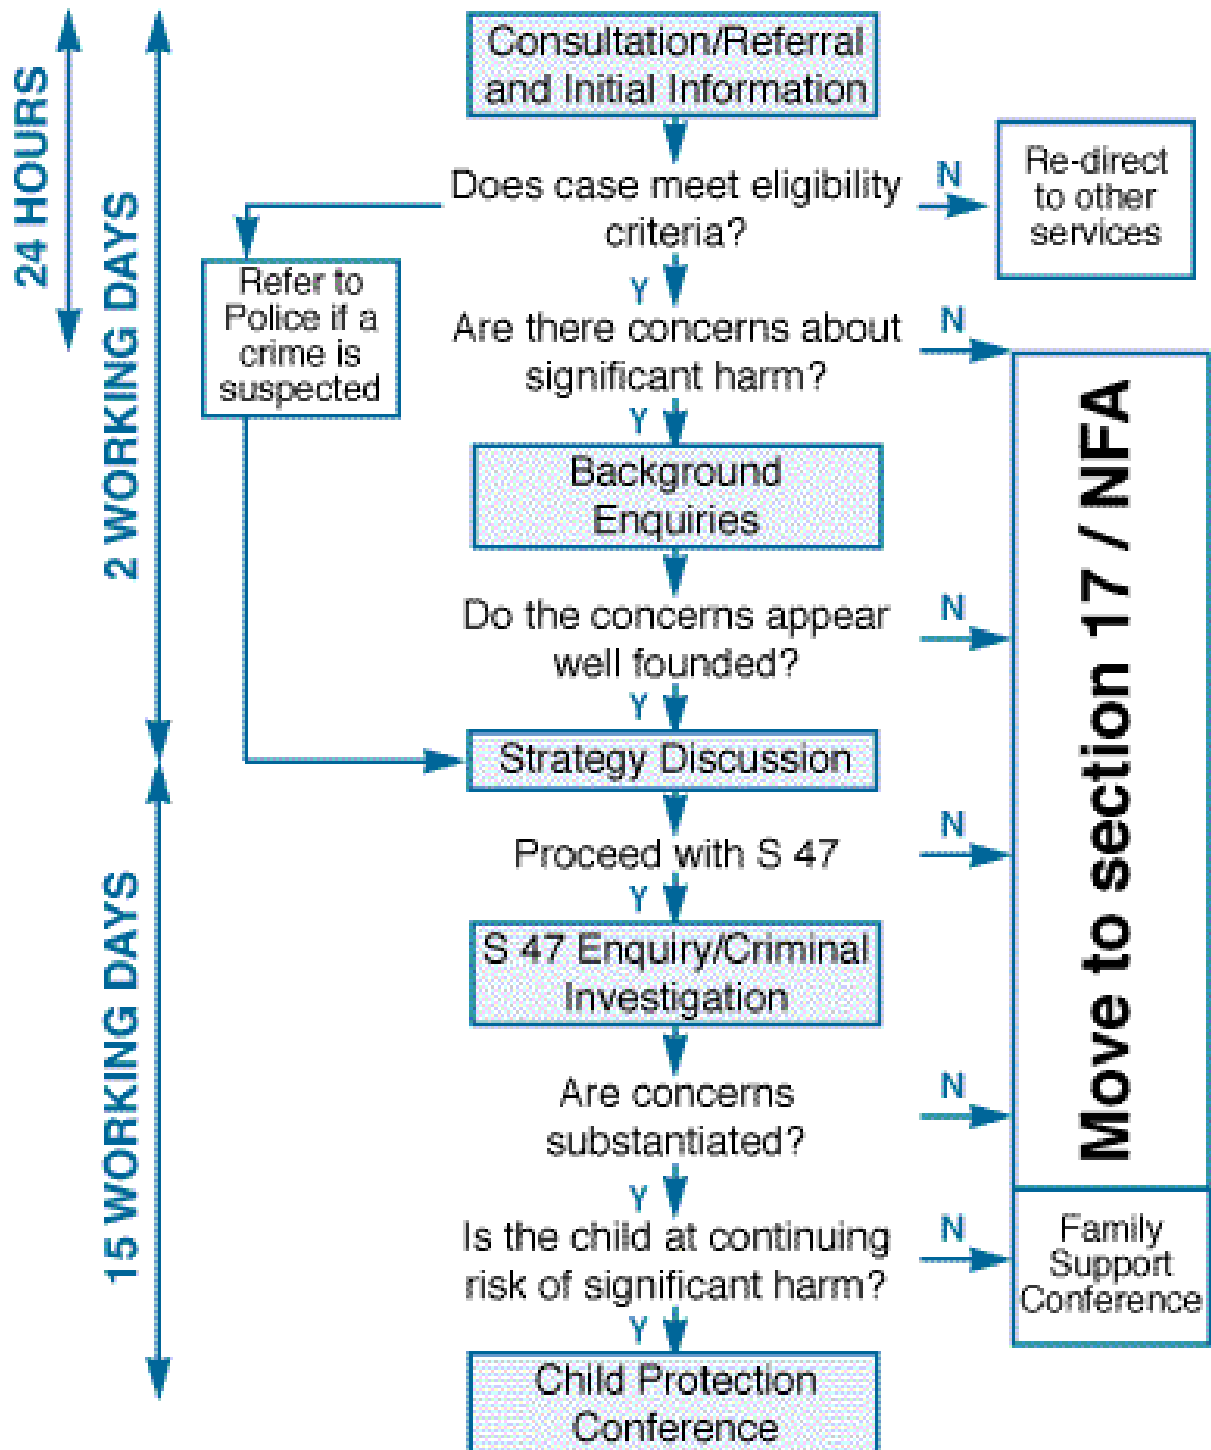 24 HOURS
2 WORKING DAYS
15 WORKING DAYS
Consultation/Referral
and Initial Information
Does case meet eligibility
criteria?
N
Re-direct
to other
services
Refer to
Police if a
crime is
suspected
Y
Are there concerns about
significant harm?
N
Y
Background
Enquiries
Do the concerns appear
well founded?
N
Y
Strategy Discussion
Proceed with S 47
N
Y
S 47 Enquiry/Criminal
Investigation
Are concerns
substantiated?
N
Y
Is the child at continuing
risk of significant harm?
N
Y
Child Protection
Conference
Move to section 17 / NFA
Family
Support
Conference